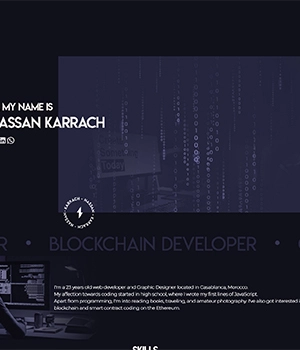 MY NAME IS
ASSAN KARRACH
KARRACH • HASSAN • KARRACH • HASSAN •
R • BLOCKCHAIN DEVELOPER •
I'm a 23 years old web developer and Graphic Designer located in Casablanca, Morocco.
My affection towards coding started in high school, where I wrote my first lines of JavaScript.
Apart from programming, I'm into reading books, traveling, and amateur photography. I've also got interested i
blockchain and smart contract coding on the Ethereum.
SKILLS